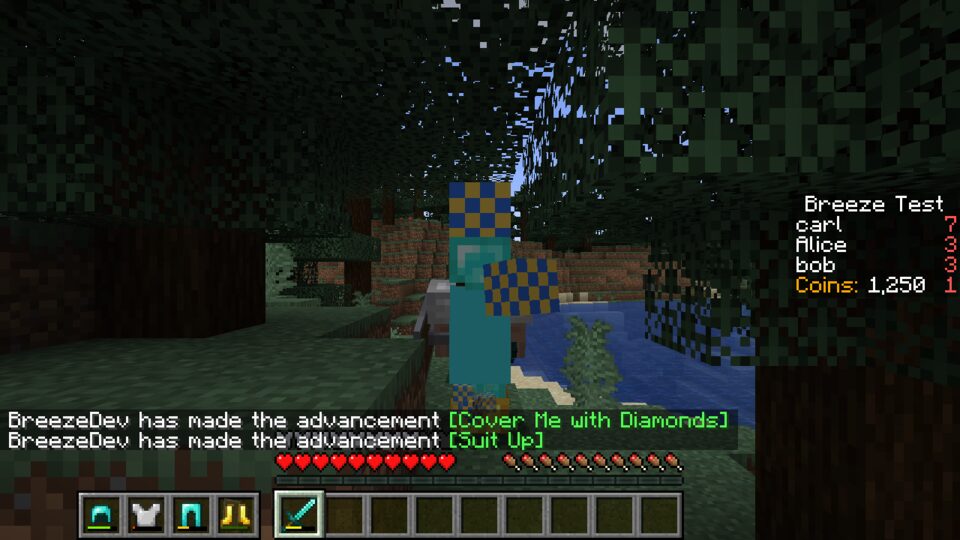 Breeze Test
carl 7
Alice 3
bob 3
Coins: 1,250 1
BreezeDev has made the advancement [Cover Me with Diamonds]
BreezeDev has made the advancement [Suit Up]